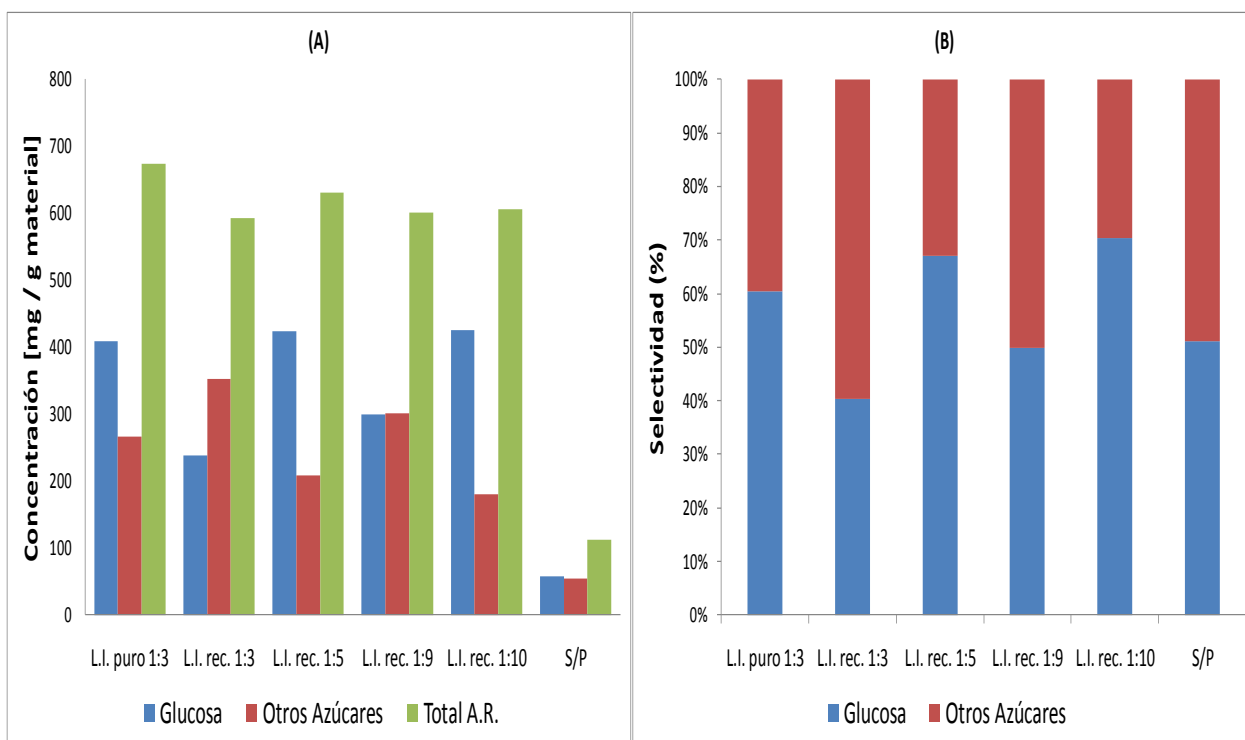 (A)
Concentración [mg / g material]
800
700
600
500
400
300
200
100
0
L.I. puro 1:3 L.I. rec. 1:3 L.I. rec. 1:5 L.I. rec. 1:9 L.I. rec. 1:10 S/P
Glucosa Otros Azúcares Total A.R.
(B)
Selectividad (%)
100%
90%
80%
70%
60%
50%
40%
30%
20%
10%
0%
L.I. puro 1:3 L.I. rec. 1:3 L.I. rec. 1:5 L.I. rec. 1:9 L.I. rec. 1:10 S/P
Glucosa Otros Azúcares